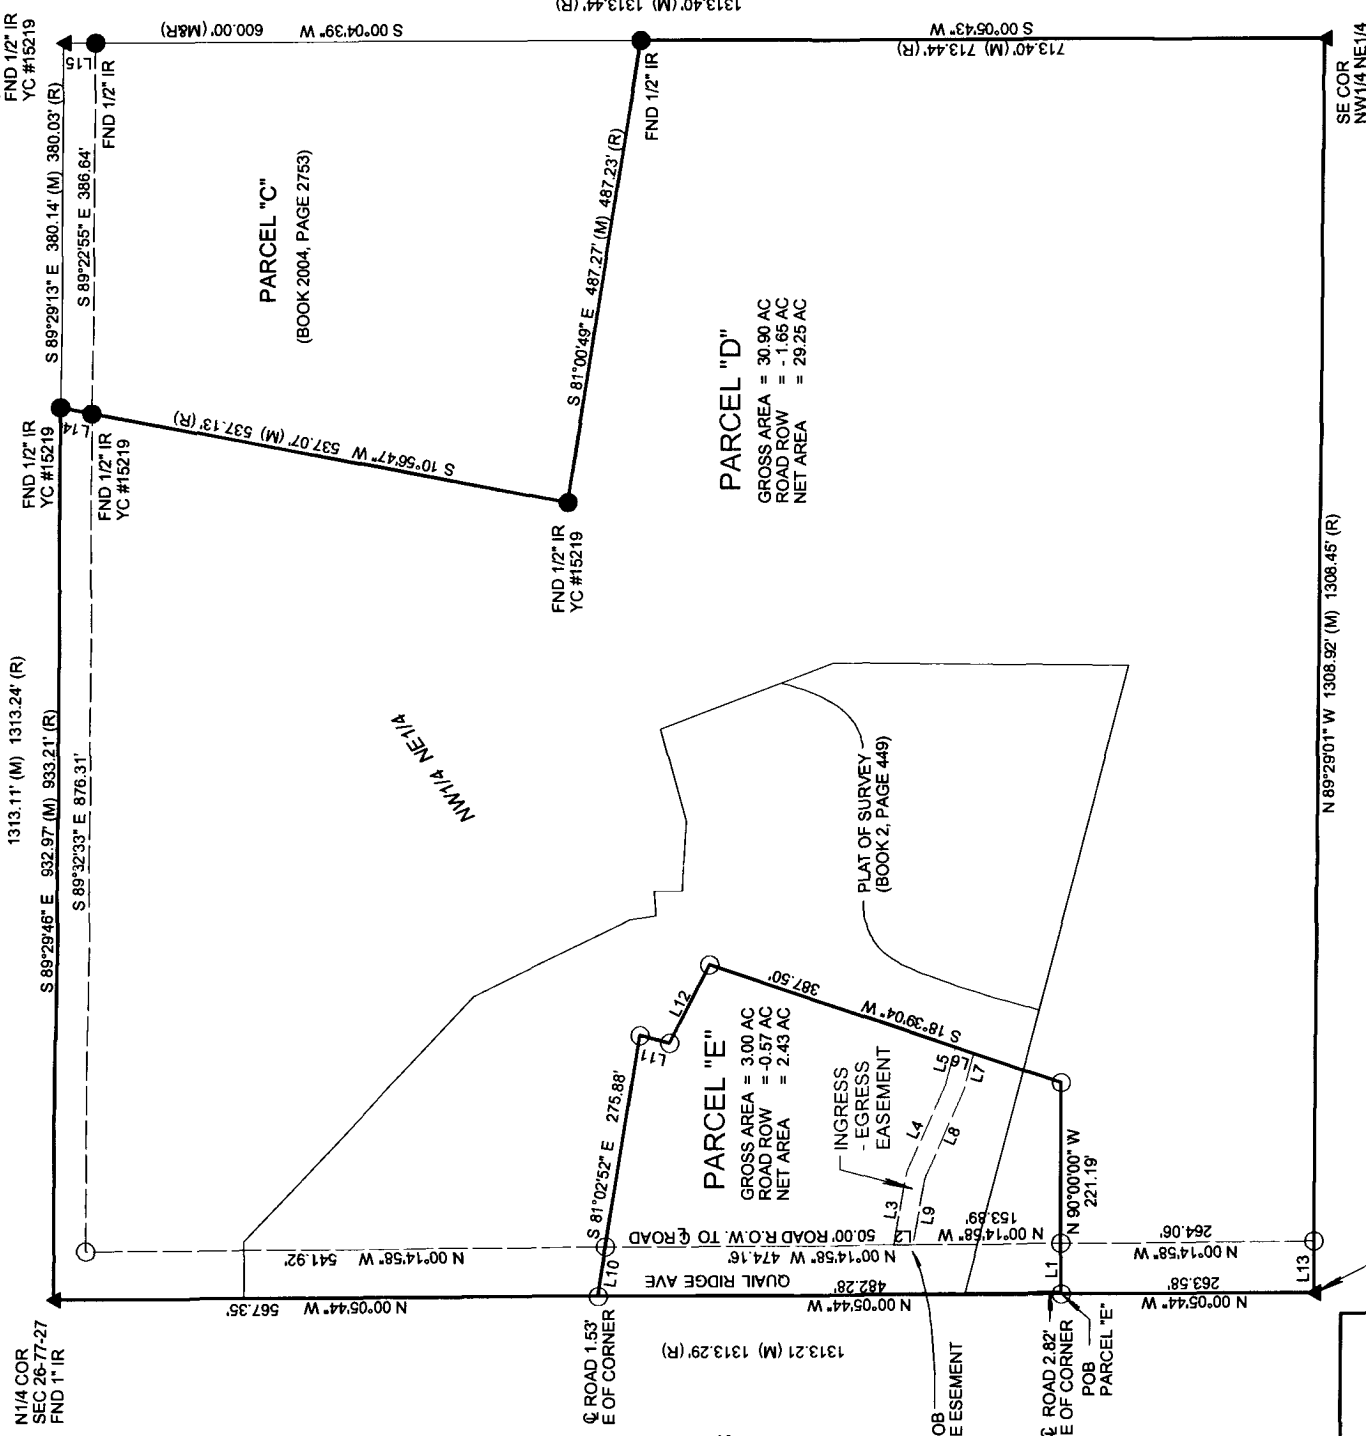 1313.40' (M) 1313.44' (R)
FND 1/2" IR
YC #15219
L15
600.00' (M&R)
S 00°04'39" W
S 00°05'43" W
713.40' (M) 713.44' (R)
SE COR
NW1/4 NE1/4
FND 1/2" IR
S 89°29'13" E 380.14' (M) 380.03' (R)
S 89°22'55" E 386.64'
FND 1/2" IR
PARCEL "C"
(BOOK 2004, PAGE 2753)
S 81°00'49" E 487.27' (M) 487.23' (R)
FND 1/2" IR
YC #15219
L14
FND 1/2" IR
YC #15219
S 10°56'47" W 537.07' (M) 537.13' (R)
FND 1/2" IR
YC #15219
PARCEL "D"
GROSS AREA = 30.90 AC
ROAD ROW = -1.65 AC
NET AREA = 29.25 AC
1313.11' (M) 1313.24' (R)
S 89°29'46" E 932.97' (M) 933.21' (R)
S 89°32'33" E 876.31'
NW1/4 NE1/4
PLAT OF SURVEY
(BOOK 2, PAGE 449)
N 89°29'01" W 1308.92' (M) 1308.45' (R)
N1/4 COR
SEC 26-77-27
FND 1" IR
567.35'
N 00°05'44" W
541.92'
N 00°14'58" W
S 81°02'52" E 275.88'
L10
L11
L12
387.50'
S 18°39'04" W
PARCEL "E"
GROSS AREA = 3.00 AC
ROAD ROW = -0.57 AC
NET AREA = 2.43 AC
INGRESS
- EGRESS
EASEMENT
L5
L6
L7
L4
L8
L3
L9
L2
50.00' ROAD R.O.W. TO ℄ ROAD
N 00°14'58" W 474.16'
N 00°14'58" W
153.89'
QUAIL RIDGE AVE
482.28'
N 00°05'44" W
L1
N 90°00'00" W
221.19'
264.06'
N 00°14'58" W
263.58'
N 00°05'44" W
L13
℄ ROAD 1.53'
E OF CORNER
1313.21 (M) 1313.29' (R)
OB
E ESEMENT
℄ ROAD 2.82'
E OF CORNER
POB
PARCEL "E"